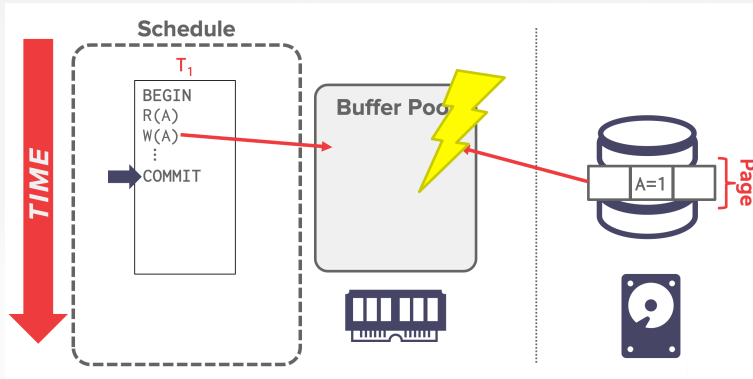 Schedule
TIME
T1
BEGIN
R(A)
W(A)
⋮
COMMIT
Buffer Poo
A=1
Page